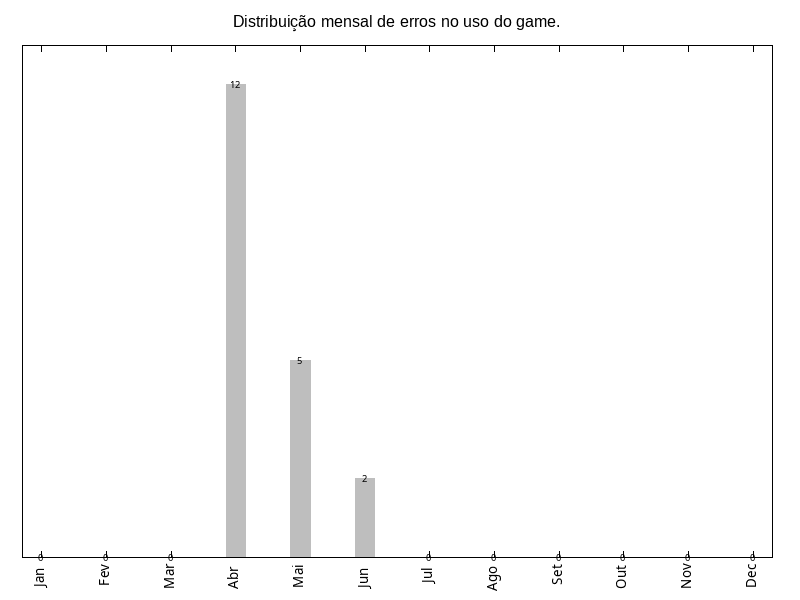 Distribuição mensal de erros no uso do game.
12
5
2
0 0 0 0 0 0 0 0 0
Jan Fev Mar Abr Mai Jun Jul Ago Set Out Nov Dec